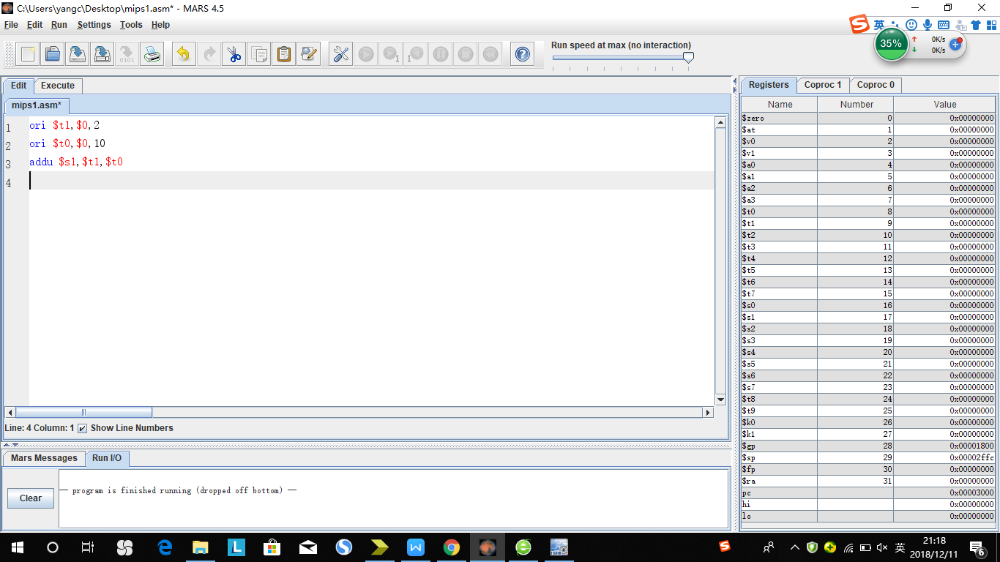 C:\Users\yangc\Desktop\mips1.asm* - MARS 4.5
File Edit Run Settings Tools Help
英
35%
0K/s
0K/s
Run speed at max (no interaction)
Edit Execute
mips1.asm*
1 ori $t1,$0,2
2 ori $t0,$0,10
3 addu $s1,$t1,$t0
4
Line: 4 Column: 1 Show Line Numbers
Mars Messages Run I/O
Clear
— program is finished running (dropped off bottom) —
Registers Coproc 1 Coproc 0
Name Number Value
$zero 0 0x00000000
$at 1 0x00000000
$v0 2 0x00000000
$v1 3 0x00000000
$a0 4 0x00000000
$a1 5 0x00000000
$a2 6 0x00000000
$a3 7 0x00000000
$t0 8 0x00000000
$t1 9 0x00000000
$t2 10 0x00000000
$t3 11 0x00000000
$t4 12 0x00000000
$t5 13 0x00000000
$t6 14 0x00000000
$t7 15 0x00000000
$s0 16 0x00000000
$s1 17 0x00000000
$s2 18 0x00000000
$s3 19 0x00000000
$s4 20 0x00000000
$s5 21 0x00000000
$s6 22 0x00000000
$s7 23 0x00000000
$t8 24 0x00000000
$t9 25 0x00000000
$k0 26 0x00000000
$k1 27 0x00000000
$gp 28 0x00001800
$sp 29 0x00002ffc
$fp 30 0x00000000
$ra 31 0x00000000
pc 0x00003000
hi 0x00000000
lo 0x00000000
英
21:18
2018/12/11
6